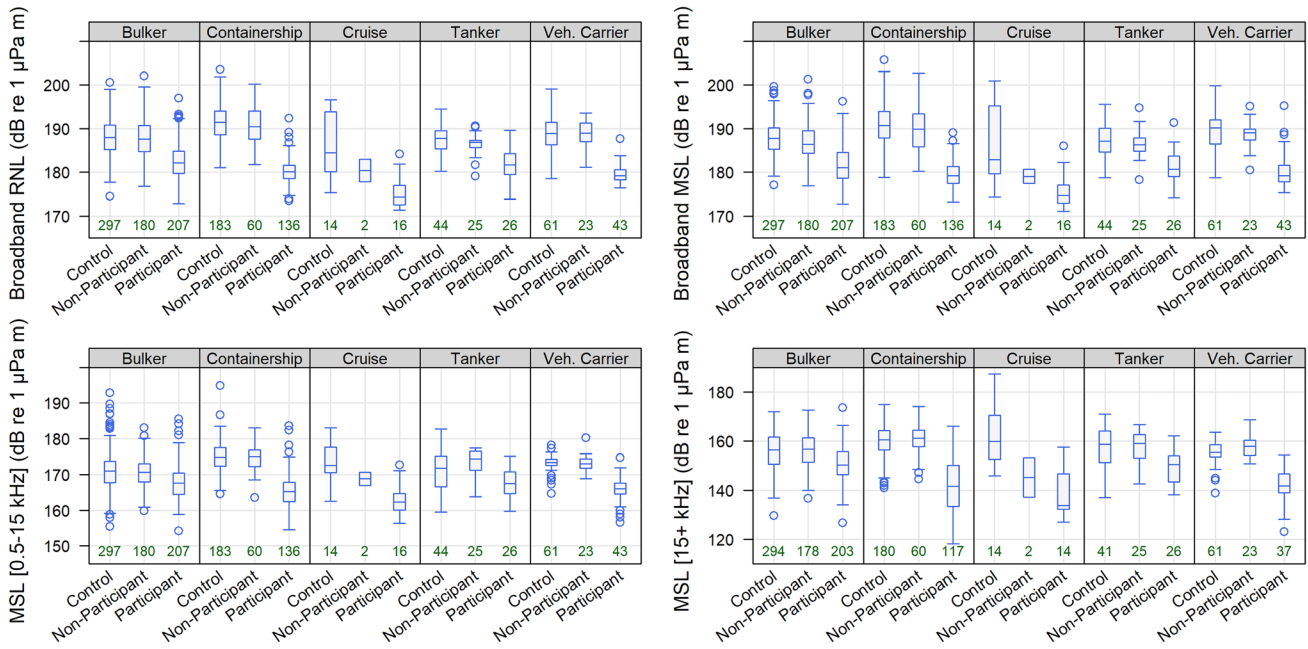 Broadband RNL (dB re 1 µPa m)
Bulker Containership Cruise Tanker Veh. Carrier
200
190
180
170
297 180 207 183 60 136 14 2 16 44 25 26 61 23 43
Control Non-Participant Participant Control Non-Participant Participant Control Non-Participant Participant Control Non-Participant Participant Control Non-Participant Participant
Broadband MSL (dB re 1 µPa m)
Bulker Containership Cruise Tanker Veh. Carrier
200
190
180
170
297 180 207 183 60 136 14 2 16 44 25 26 61 23 43
Control Non-Participant Participant Control Non-Participant Participant Control Non-Participant Participant Control Non-Participant Participant Control Non-Participant Participant
MSL [0.5-15 kHz] (dB re 1 µPa m)
Bulker Containership Cruise Tanker Veh. Carrier
190
180
170
160
150
297 180 207 183 60 136 14 2 16 44 25 26 61 23 43
Control Non-Participant Participant Control Non-Participant Participant Control Non-Participant Participant Control Non-Participant Participant Control Non-Participant Participant
MSL [15+ kHz] (dB re 1 µPa m)
Bulker Containership Cruise Tanker Veh. Carrier
180
160
140
120
294 178 203 180 60 117 14 2 14 41 25 26 61 23 37
Control Non-Participant Participant Control Non-Participant Participant Control Non-Participant Participant Control Non-Participant Participant Control Non-Participant Participant